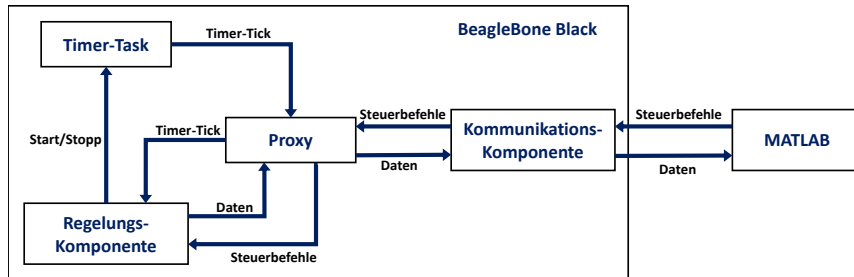 BeagleBone Black
Timer-Task
Timer-Tick
Steuerbefehle
Steuerbefehle
Start/Stopp
Timer-Tick
Proxy
Kommunikations-
Komponente
MATLAB
Daten
Daten
Regelungs-
Komponente
Daten
Steuerbefehle